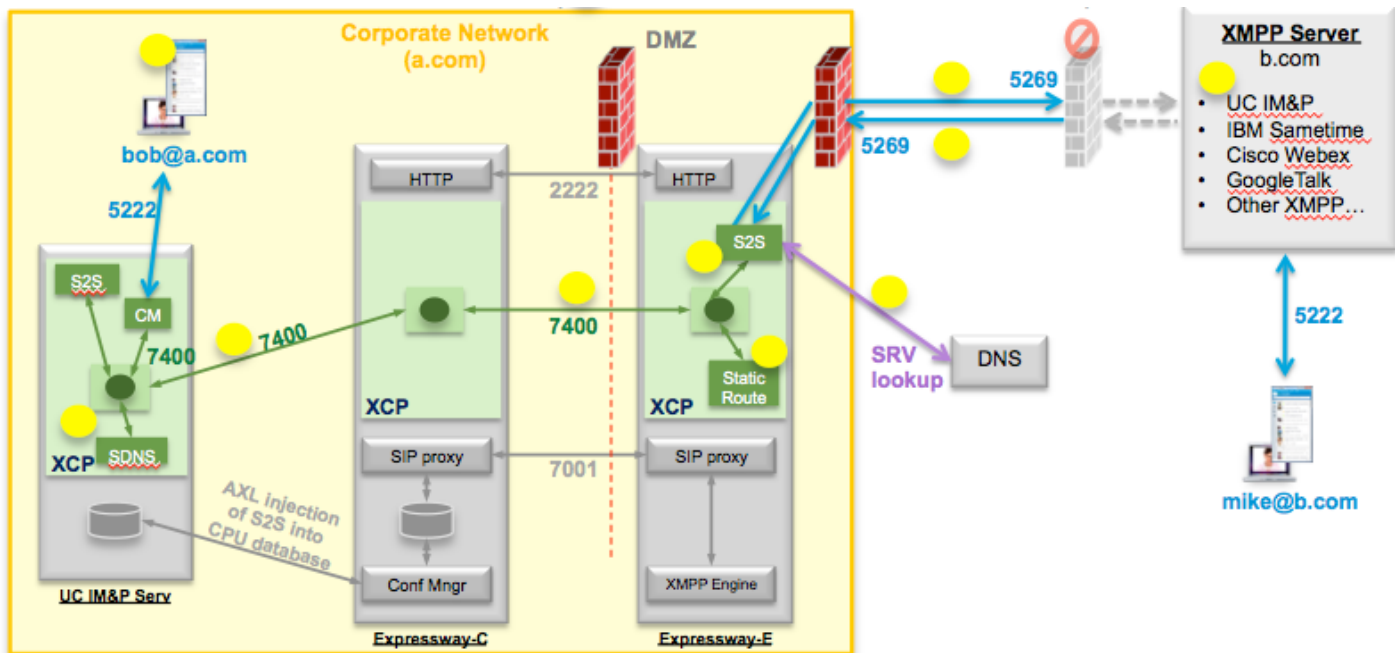 Corporate Network
(a.com)
DMZ
XMPP Server
b.com
• UC IM&P
• IBM Sametime
• Cisco Webex
• GoogleTalk
• Other XMPP…
5269
5269
bob@a.com
5222
HTTP
2222
HTTP
S2S
S2S
CM
7400
7400
7400
SRV
lookup
DNS
5222
Static
Route
XCP
XCP
XCP
SDNS
SIP proxy
7001
SIP proxy
mike@b.com
AXL injection
of S2S into
CPU database
Conf Mngr
XMPP Engine
UC IM&P Serv
Expressway-C
Expressway-E